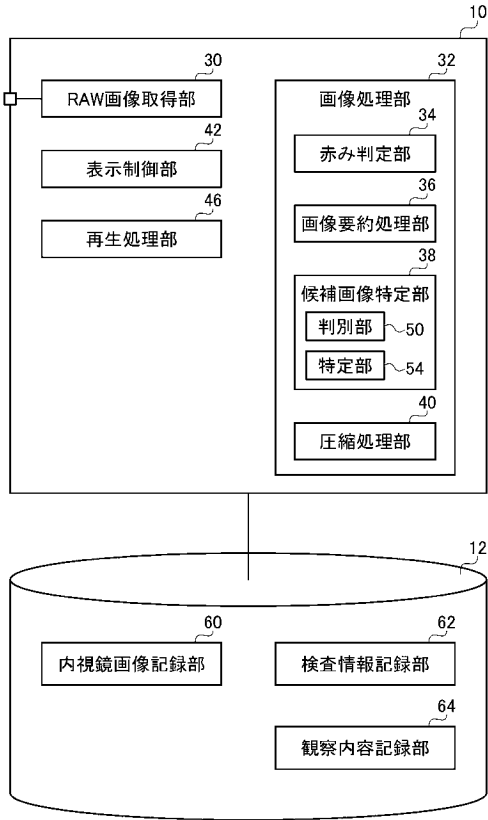 10
30
RAW画像取得部
42
表示制御部
46
再生処理部
32
画像処理部
34
赤み判定部
36
画像要約処理部
38
候補画像特定部
判別部
50
特定部
54
40
圧縮処理部
12
60
内視鏡画像記録部
62
検査情報記録部
64
観察内容記録部